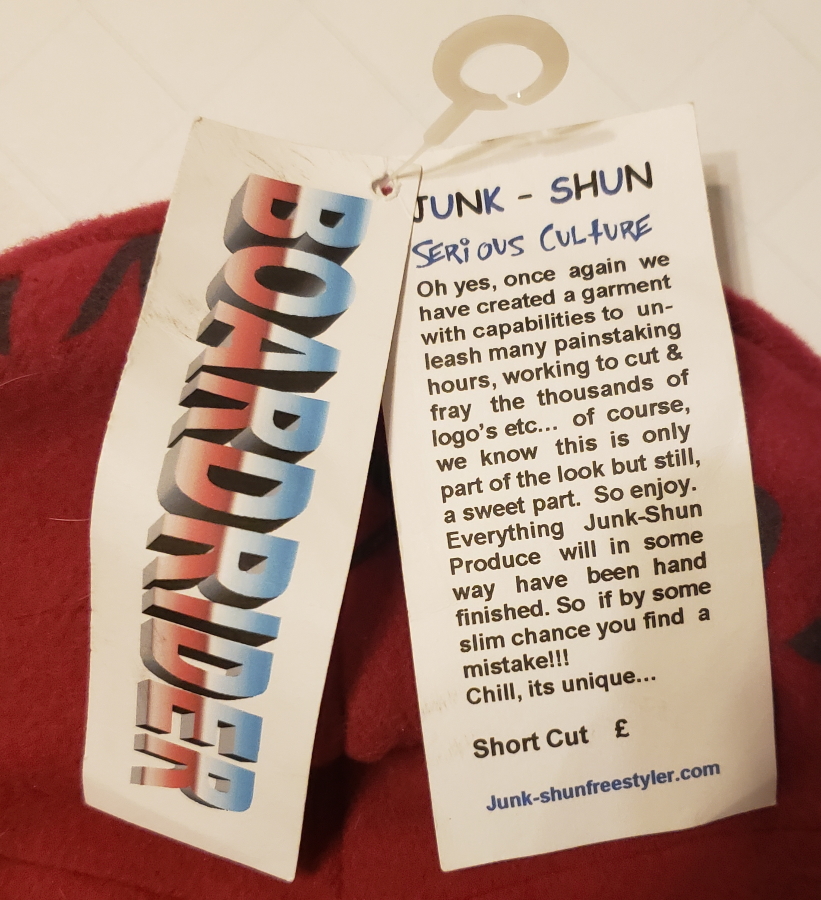 BOARDRIDER
JUNK - SHUN
SERiOUS CULtURE
Oh yes, once again we
have created a garment
with capabilities to un-
leash many painstaking
hours, working to cut &
fray the thousands of
logo's etc... of course,
we know this is only
part of the look but still,
a sweet part. So enjoy.
Everything Junk-Shun
Produce will in some
way have been hand
finished. So if by some
slim chance you find a
mistake!!!
Chill, its unique...
Short Cut £
Junk-shunfreestyler.com